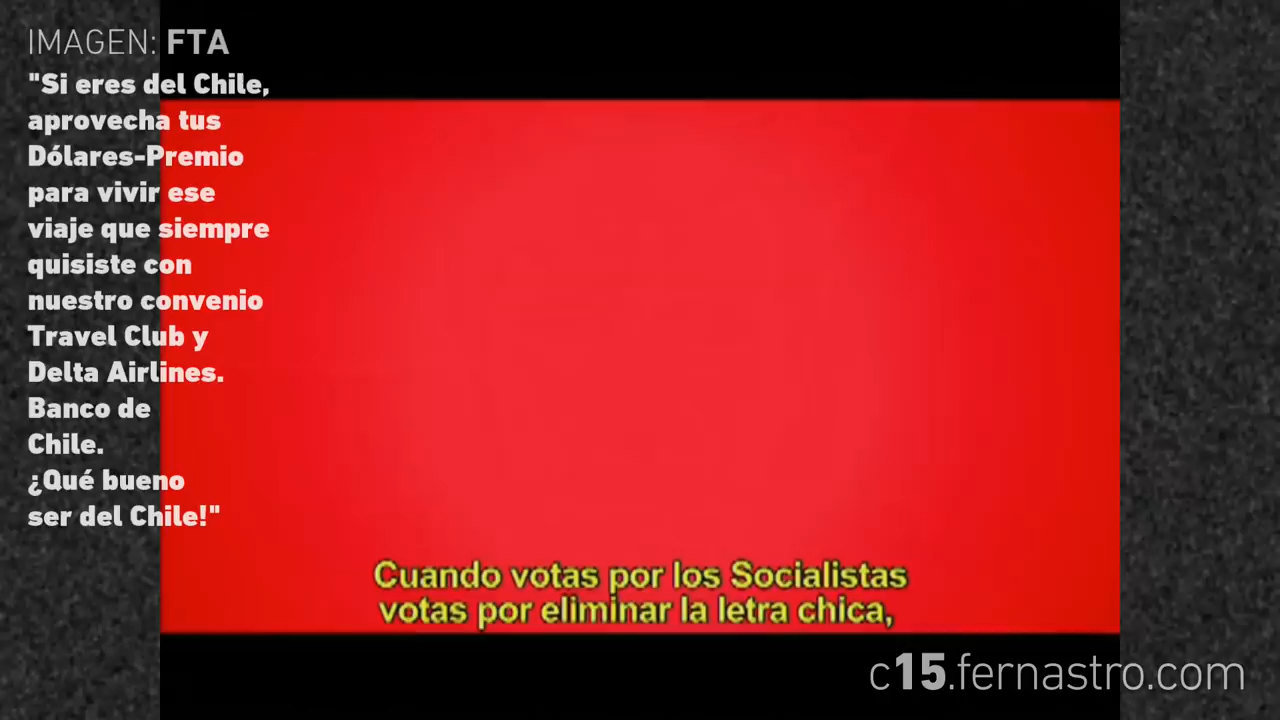 IMAGEN: FTA
"Si eres del Chile,
aprovecha tus
Dólares-Premio
para vivir ese
viaje que siempre
quisiste con
nuestro convenio
Travel Club y
Delta Airlines.
Banco de
Chile.
¿Qué bueno
ser del Chile!"
Cuando votas por los Socialistas
votas por eliminar la letra chica,
c15.fernastro.com